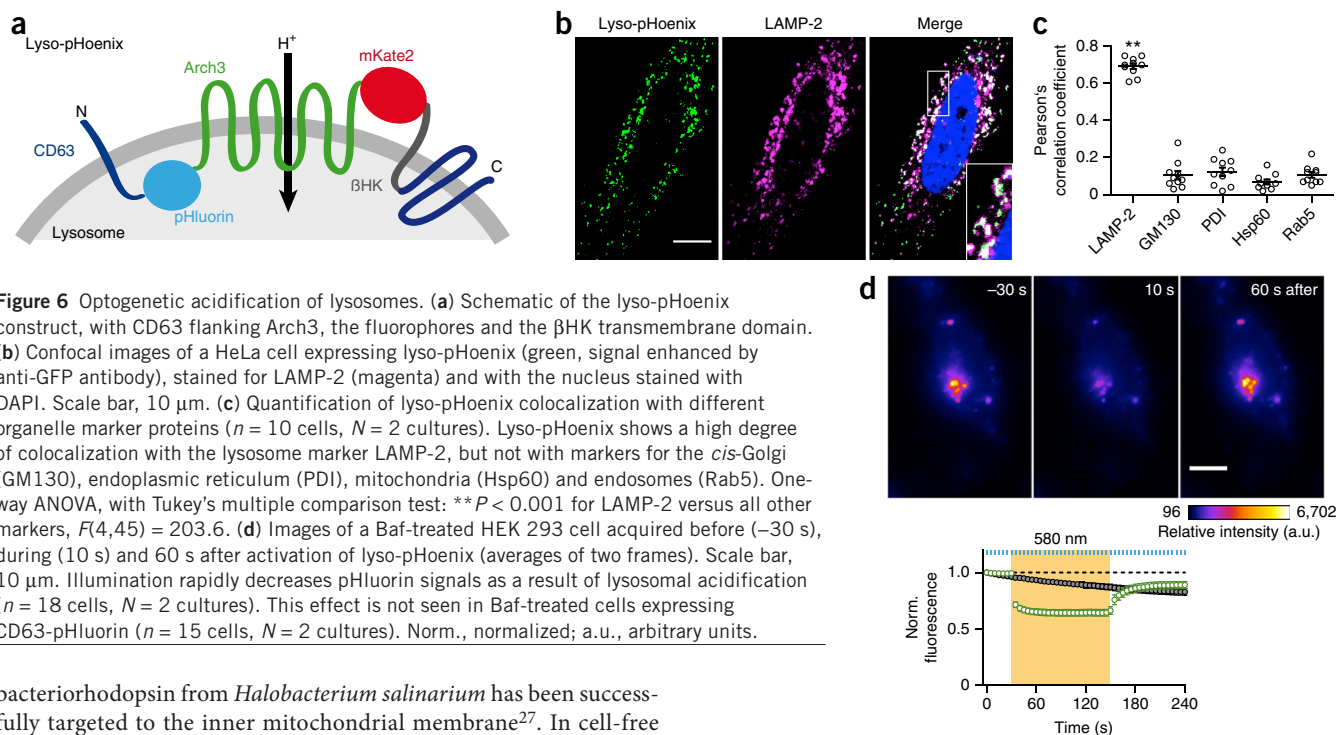 a
Lyso-pHoenix
H+
Arch3
mKate2
N
CD63
pHluorin
βHK
C
Lysosome
b
Lyso-pHoenix
LAMP-2
Merge
c
Pearson's
correlation coefficient
0.8
0.6
0.4
0.2
0
**
LAMP-2
GM130
PDI
Hsp60
Rab5
Figure 6 Optogenetic acidification of lysosomes. (a) Schematic of the lyso-pHoenix
construct, with CD63 flanking Arch3, the fluorophores and the βHK transmembrane domain.
(b) Confocal images of a HeLa cell expressing lyso-pHoenix (green, signal enhanced by
anti-GFP antibody), stained for LAMP-2 (magenta) and with the nucleus stained with
DAPI. Scale bar, 10 μm. (c) Quantification of lyso-pHoenix colocalization with different
organelle marker proteins (n = 10 cells, N = 2 cultures). Lyso-pHoenix shows a high degree
of colocalization with the lysosome marker LAMP-2, but not with markers for the cis-Golgi
(GM130), endoplasmic reticulum (PDI), mitochondria (Hsp60) and endosomes (Rab5). One-
way ANOVA, with Tukey's multiple comparison test: **P < 0.001 for LAMP-2 versus all other
markers, F(4,45) = 203.6. (d) Images of a Baf-treated HEK 293 cell acquired before (–30 s),
during (10 s) and 60 s after activation of lyso-pHoenix (averages of two frames). Scale bar,
10 μm. Illumination rapidly decreases pHluorin signals as a result of lysosomal acidification
(n = 18 cells, N = 2 cultures). This effect is not seen in Baf-treated cells expressing
CD63-pHluorin (n = 15 cells, N = 2 cultures). Norm., normalized; a.u., arbitrary units.
d
–30 s
10 s
60 s after
96
6,702
Relative intensity (a.u.)
580 nm
Norm.
fluorescence
1.0
0.5
0
0
60
120
180
240
Time (s)
bacteriorhodopsin from Halobacterium salinarium has been success-
fully targeted to the inner mitochondrial membrane27. In cell-free